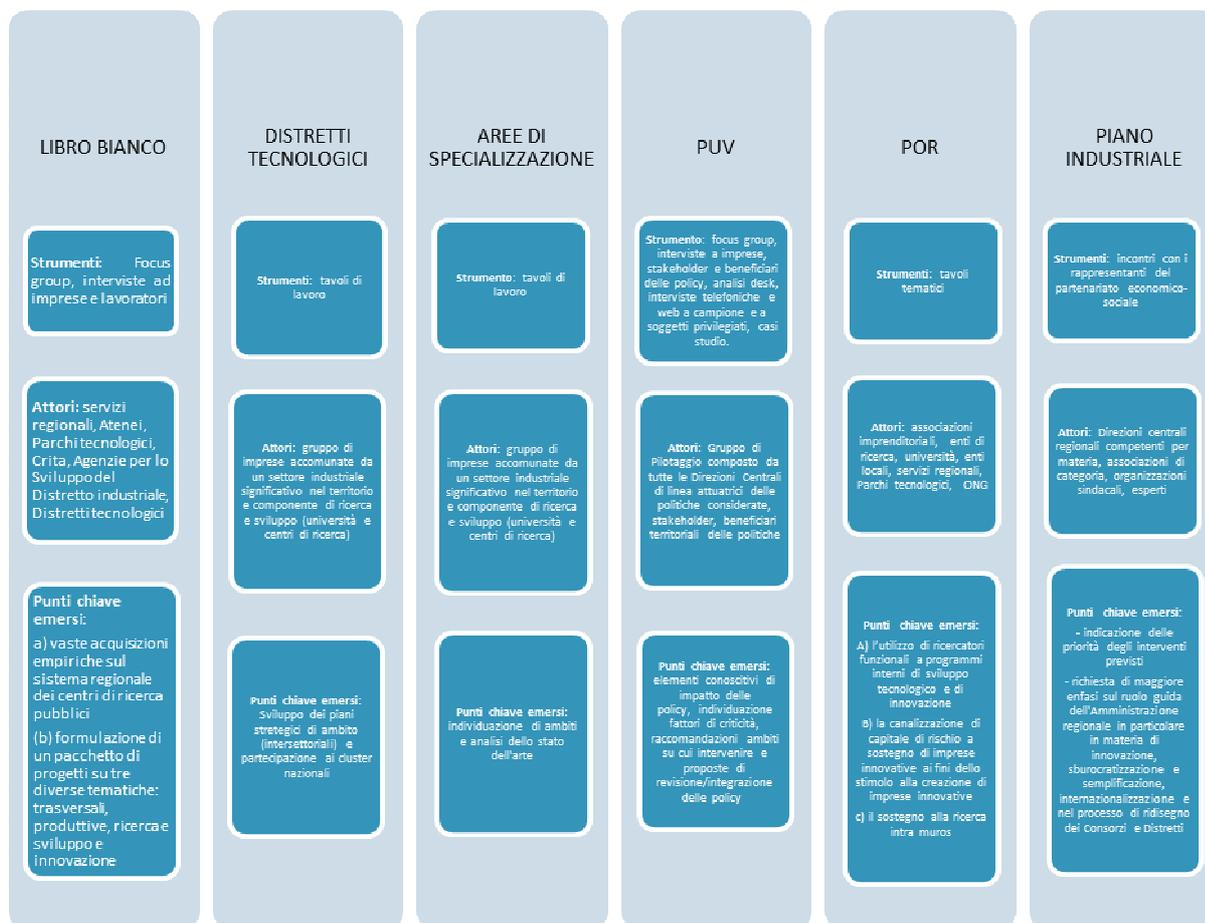 LIBRO BIANCO
Strumenti: Focus
group, interviste ad
imprese e lavoratori
Attori: servizi
regionali, Atenei,
Parchi tecnologici,
Crita, Agenzie per lo
Sviluppo del
Distretto industriale,
Distretti tecnologici
Punti chiave
emersi:
a) vaste acquisizioni
empiriche sul
sistema regionale
dei centri di ricerca
pubblici
(b) formulazione di
un pacchetto di
progetti su tre
diverse tematiche:
trasversali,
produttive, ricerca e
sviluppo e
innovazione
DISTRETTI
TECNOLOGICI
Strumenti: tavoli di
lavoro
Attori: gruppo di
imprese accomunate da
un settore industriale
significativo nel territorio
e componente di ricerca
e sviluppo (università e
centri di ricerca)
Punti chiave emersi:
Sviluppo dei piani
stretegici di ambito
(intersettoriali) e
partecipazione ai cluster
nazionali
AREE DI
SPECIALIZZAZIONE
Strumento: tavoli di
lavoro
Attori: gruppo di
imprese accomunate da
un settore industriale
significativo nel territorio
e componente di ricerca
e sviluppo (università e
centri di ricerca)
Punti chiave emersi:
individuazione di ambiti
e analisi dello stato
dell'arte
PUV
Strumento: focus group,
interviste a imprese,
stakeholder e beneficiari
delle policy, analisi desk,
interviste telefoniche e
web a campione e a
soggetti privilegiati, casi
studio.
Attori: Gruppo di
Pilotaggio composto da
tutte le Direzioni Centrali
di linea attuatrici delle
politiche considerate,
stakeholder, beneficiari
territoriali delle politiche
Punti chiave emersi:
elementi conoscitivi di
impatto delle
policy, individuazione
fattori di criticità,
raccomandazioni ambiti
su cui intervenire e
proposte di
revisione/integrazione
delle policy
POR
Strumenti: tavoli
tematici
Attori: associazioni
imprenditoriali, enti di
ricerca, università, enti
locali, servizi regionali,
Parchi tecnologici, ONG
Punti chiave emersi:
A) l'utilizzo di ricercatori
funzionali a programmi
interni di sviluppo
tecnologico e di
innovazione
B) la canalizzazione di
capitale di rischio a
sostegno di imprese
innovative ai fini dello
stimolo alla creazione di
imprese innovative
c) il sostegno alla ricerca
intra muros
PIANO
INDUSTRIALE
Strumenti: incontri con i
rappresentanti del
partenariato economico-
sociale
Attori: Direzioni centrali
regionali competenti per
materia, associazioni di
categoria, organizzazioni
sindacali, esperti
Punti chiave emersi:
- indicazione delle
priorità degli interventi
previsti
- richiesta di maggiore
enfasi sul ruolo guida
dell'Amministrazione
regionale in particolare
in materia di
innovazione,
sburocratizzazione e
semplificazione,
internazionalizzazione e
nel processo di ridisegno
dei Consorzi e Distretti